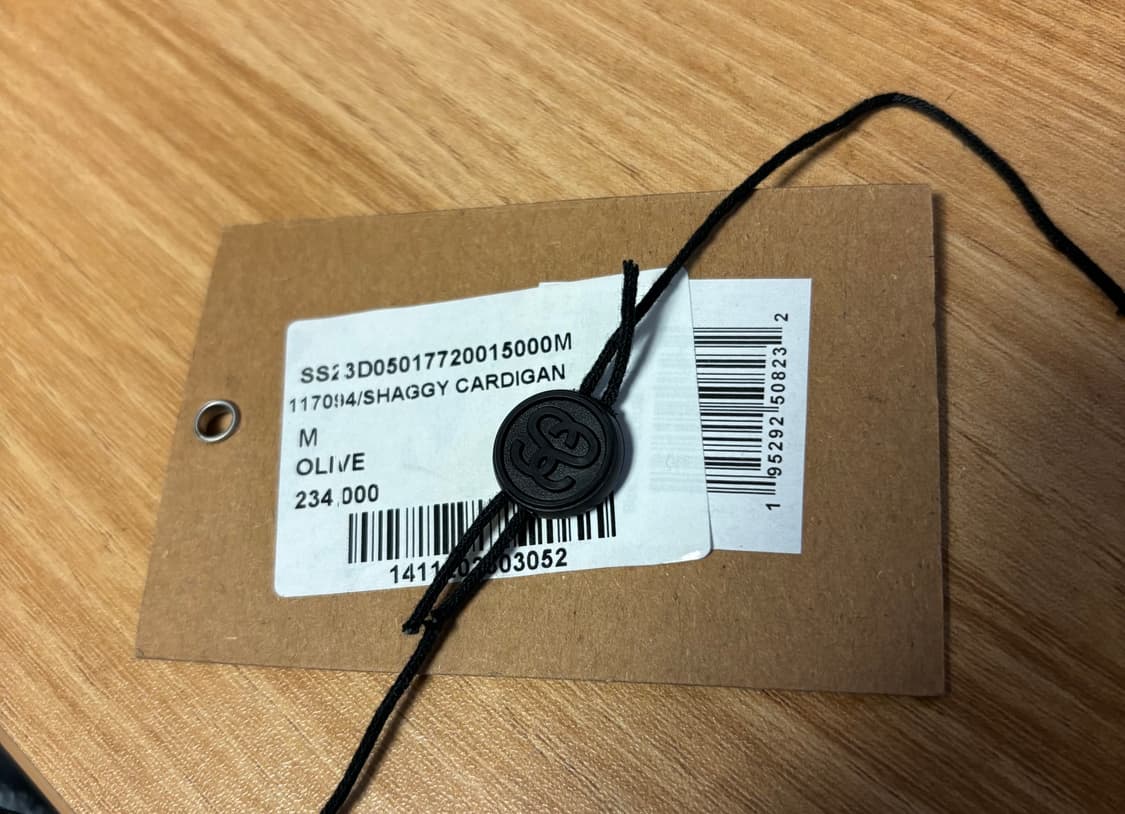 SS23D05017720015000M
117094/SHAGGY CARDIGAN
M
OLIVE
234,000
1 95292 50823 2